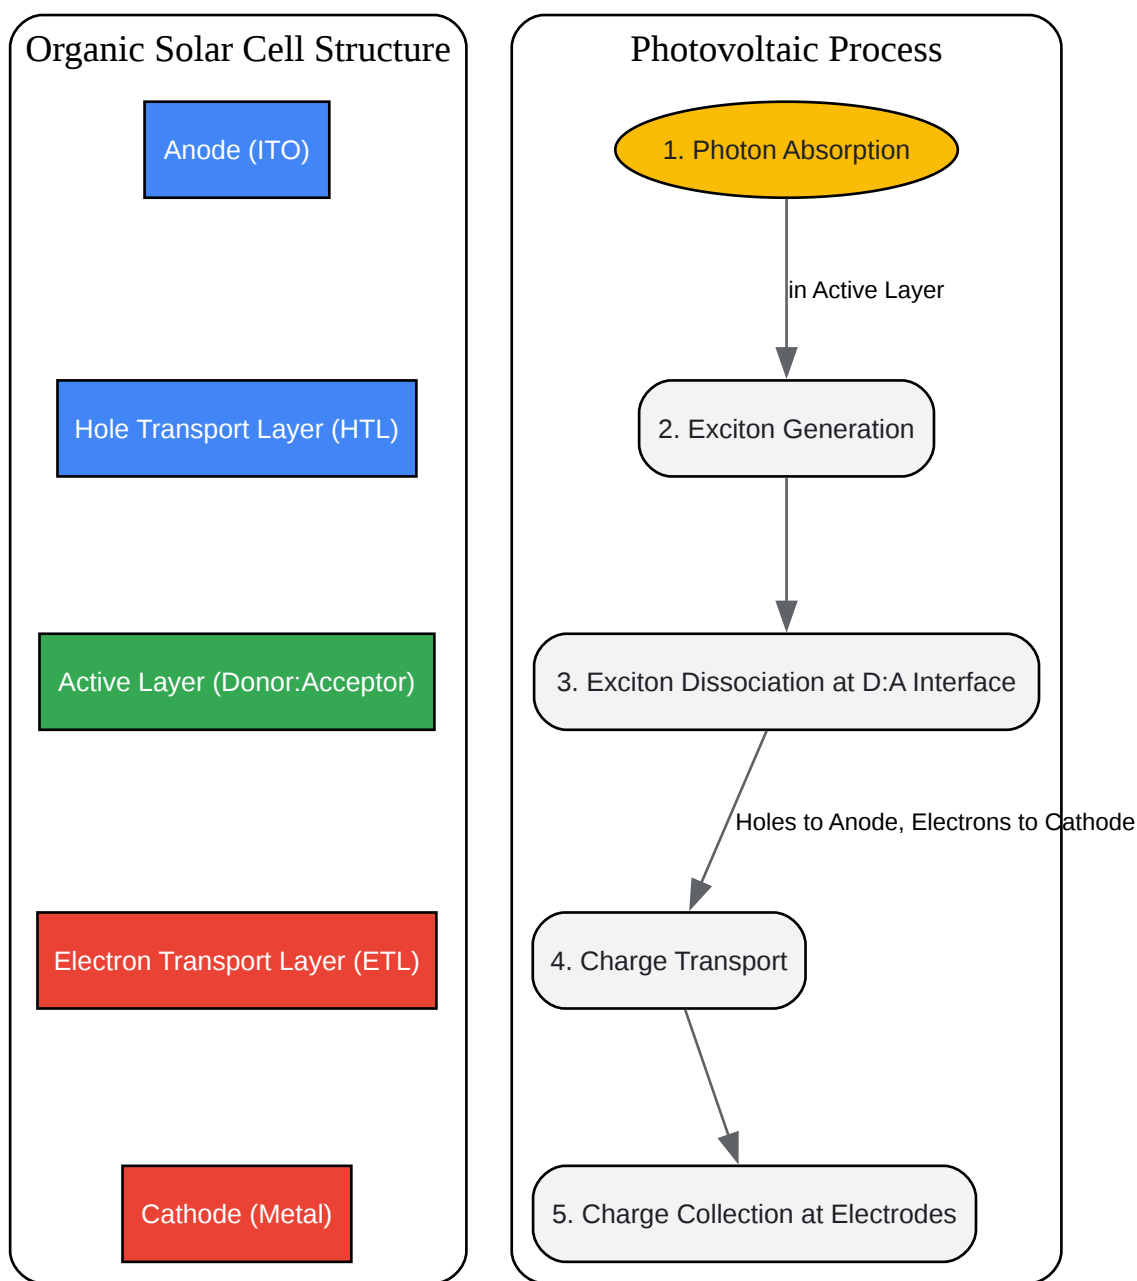 Organic Solar Cell Structure
Anode (ITO)
Hole Transport Layer (HTL)
Active Layer (Donor:Acceptor)
Electron Transport Layer (ETL)
Cathode (Metal)
Photovoltaic Process
1. Photon Absorption
in Active Layer
2. Exciton Generation
3. Exciton Dissociation at D:A Interface
Holes to Anode, Electrons to Cathode
4. Charge Transport
5. Charge Collection at Electrodes